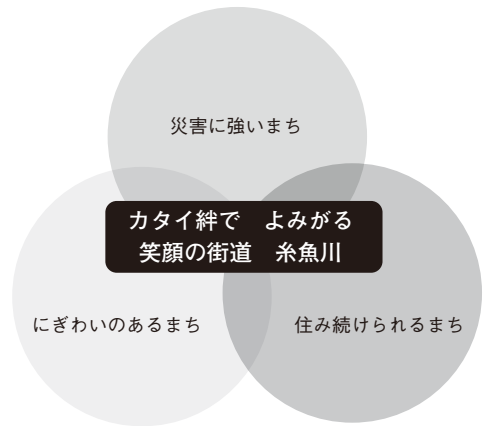 災害に強いまち
カタイ絆で　よみがる
笑顔の街道　糸魚川
にぎわいのあるまち
住み続けられるまち